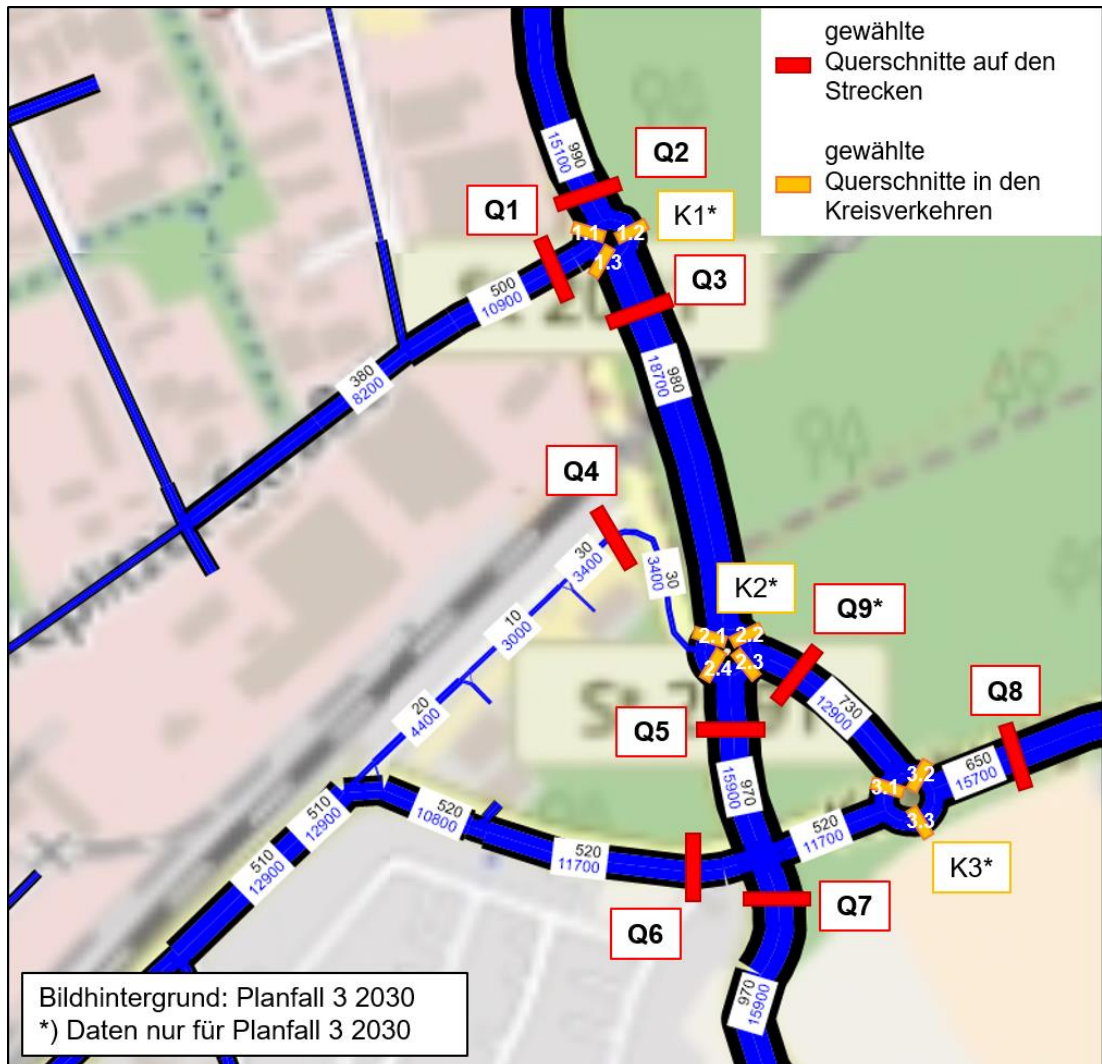 gewählte
Querschnitte auf den
Strecken
gewählte
Querschnitte in den
Kreisverkehren
990
15100
Q2
Q1
K1*
1.1
1.2
1.3
Q3
500
10900
380
8200
980
18700
Q4
30
3400
30
3400
10
3000
20
4400
K2*
2.1
2.2
2.3
2.4
Q9*
Q8
730
12900
650
15700
Q5
970
15900
3.1
3.2
3.3
K3*
510
12900
510
12900
520
10800
520
11700
520
11700
Q6
Q7
970
15900
Bildhintergrund: Planfall 3 2030
*) Daten nur für Planfall 3 2030